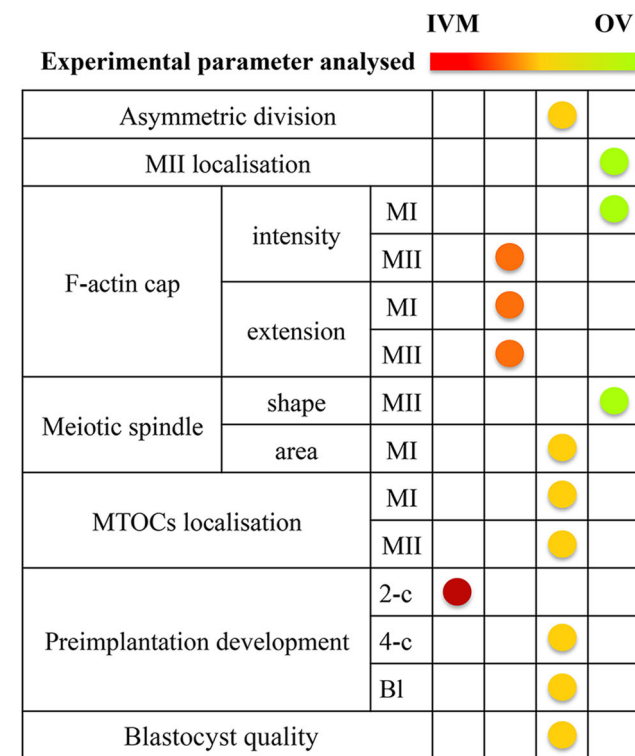 IVM OV
Experimental parameter analysed
Asymmetric division
MII localisation
F-actin cap
intensity
MI
MII
extension
MI
MII
Meiotic spindle
shape
MII
area
MI
MTOCs localisation
MI
MII
Preimplantation development
2-c
4-c
Bl
Blastocyst quality